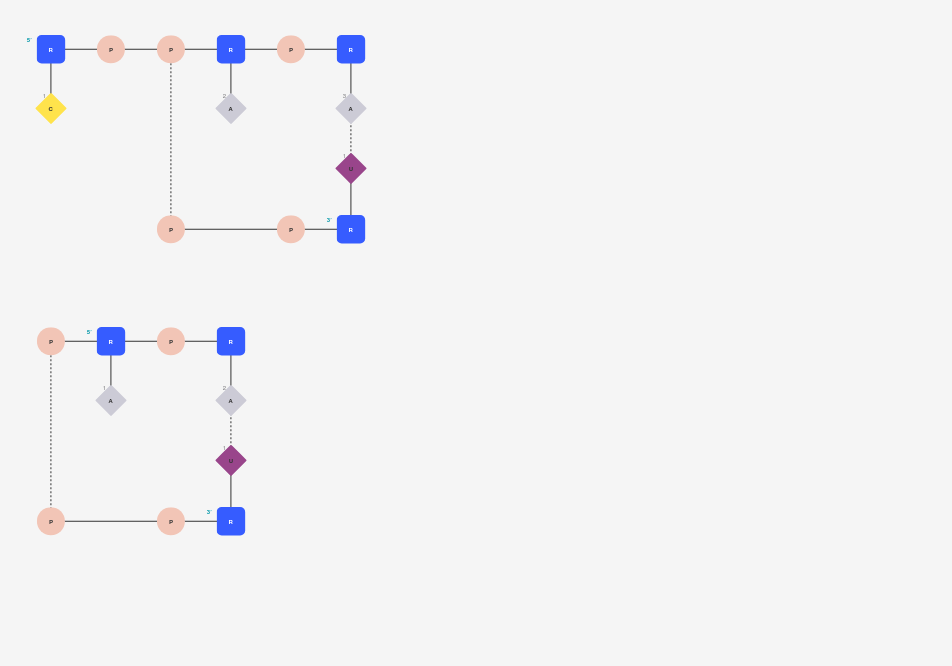 5'
R P P R P R
1 2 3
C A A
1
U
3'
P P R
5'
P R P R
1 2
A A
1
U
3'
P P R